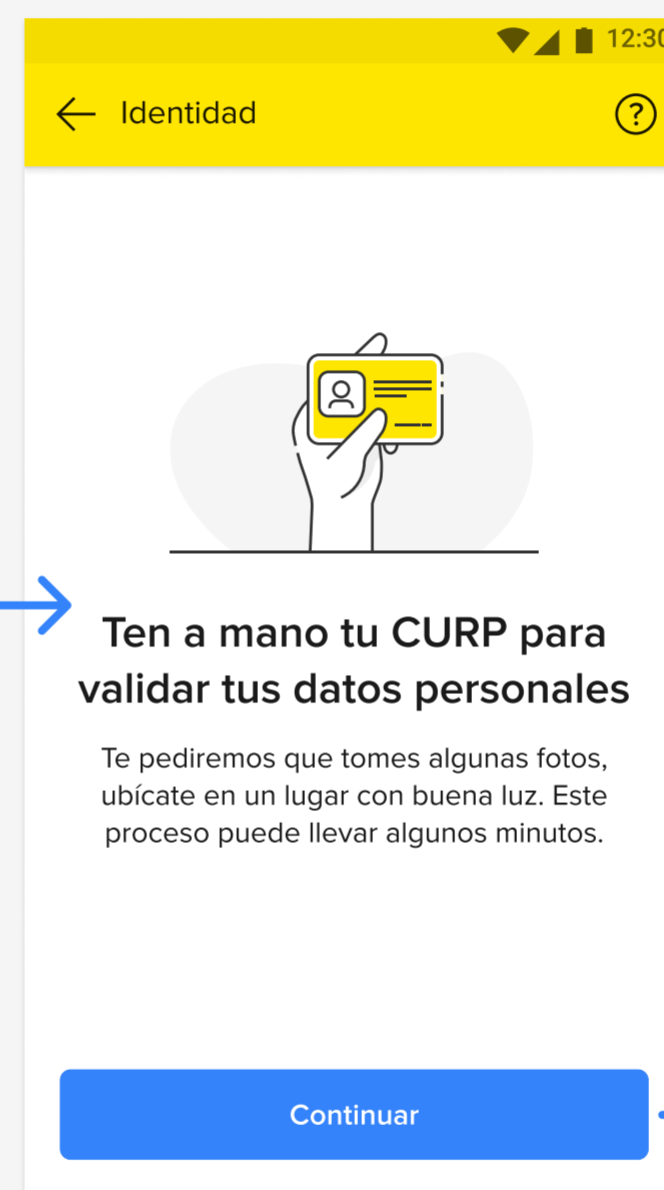 12:30
Identidad
?
Ten a mano tu CURP para
validar tus datos personales
Te pediremos que tomes algunas fotos,
ubícate en un lugar con buena luz. Este
proceso puede llevar algunos minutos.
Continuar